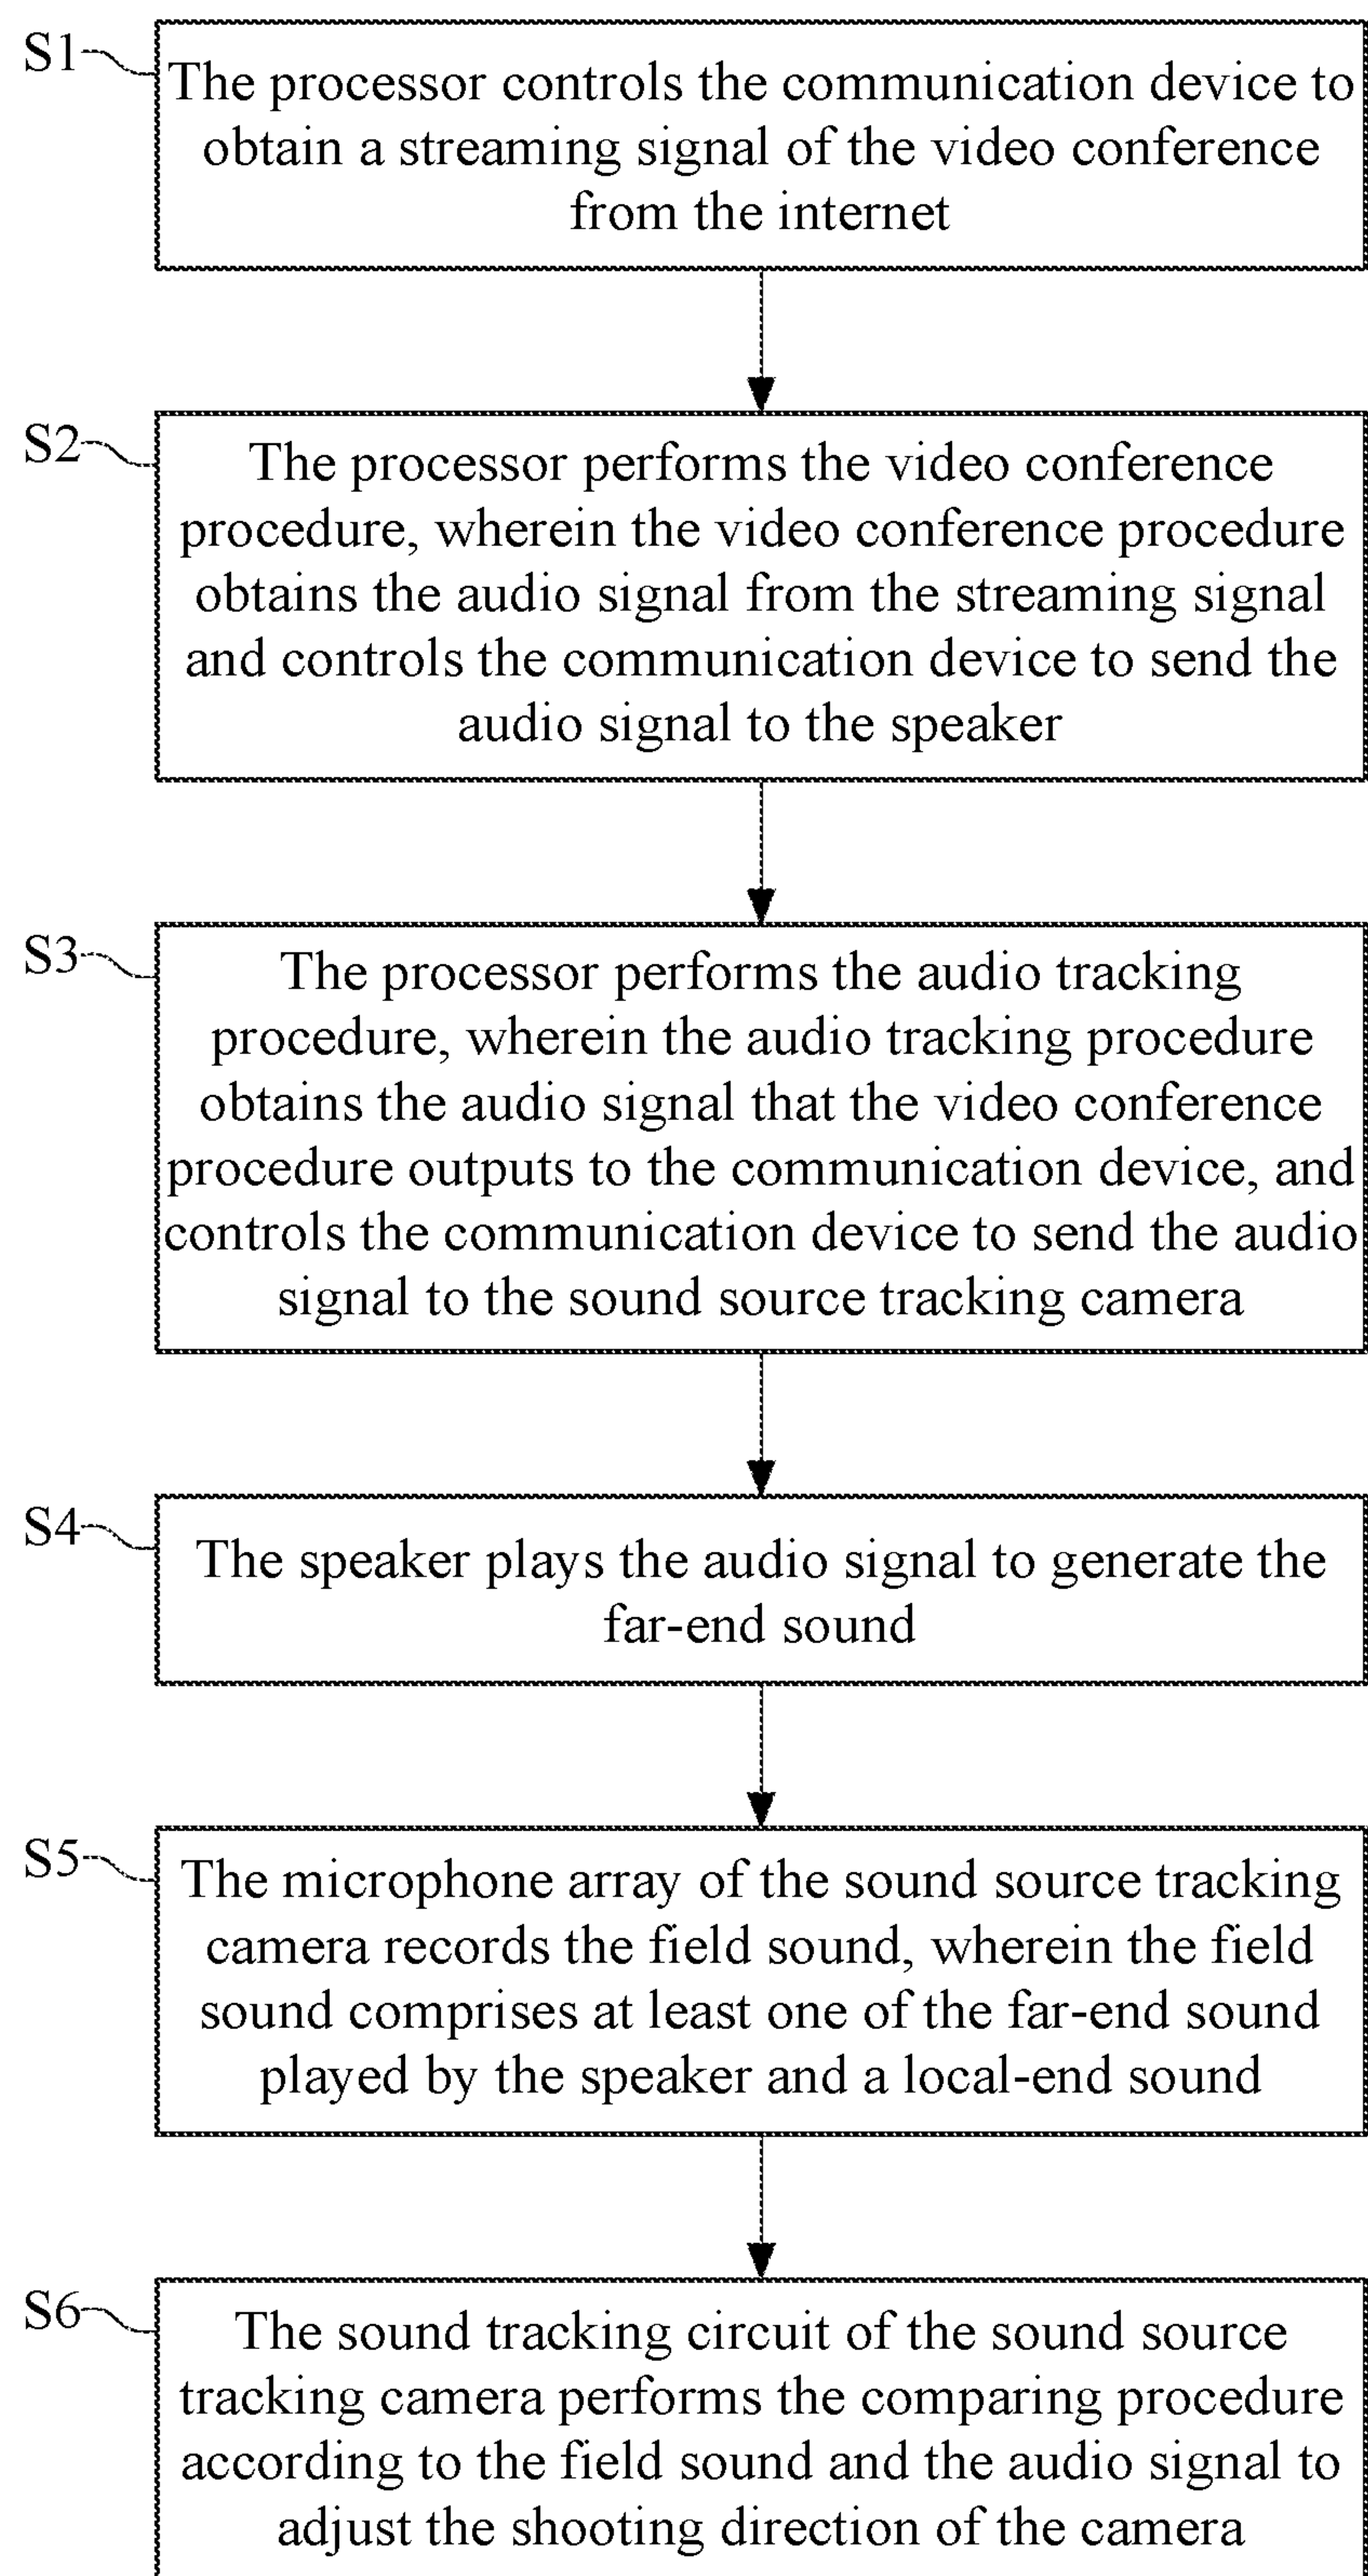 S1
The processor controls the communication device to
obtain a streaming signal of the video conference
from the internet
S2
The processor performs the video conference
procedure, wherein the video conference procedure
obtains the audio signal from the streaming signal
and controls the communication device to send the
audio signal to the speaker
S3
The processor performs the audio tracking
procedure, wherein the audio tracking procedure
obtains the audio signal that the video conference
procedure outputs to the communication device, and
controls the communication device to send the audio
signal to the sound source tracking camera
S4
The speaker plays the audio signal to generate the
far-end sound
S5
The microphone array of the sound source tracking
camera records the field sound, wherein the field
sound comprises at least one of the far-end sound
played by the speaker and a local-end sound
S6
The sound tracking circuit of the sound source
tracking camera performs the comparing procedure
according to the field sound and the audio signal to
adjust the shooting direction of the camera